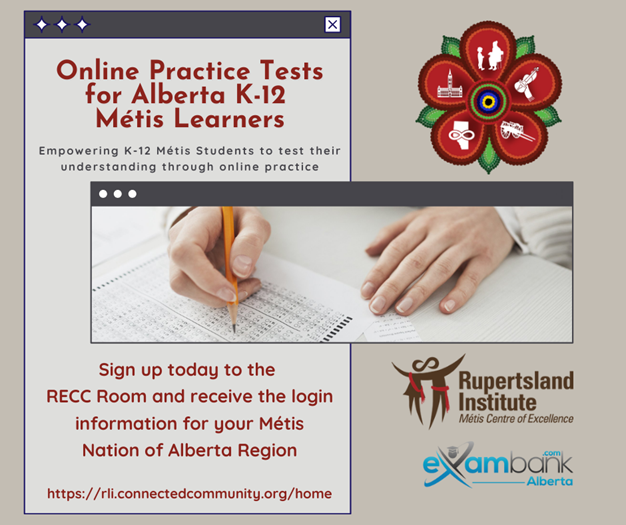 Online Practice Tests
for Alberta K-12
Métis Learners
Empowering K-12 Métis Students to test their
understanding through online practice
Sign up today to the
RECC Room and receive the login
information for your Métis
Nation of Alberta Region
https://rli.connectedcommunity.org/home
Rupertsland
Institute
Métis Centre of Excellence
exambank
.com
Alberta